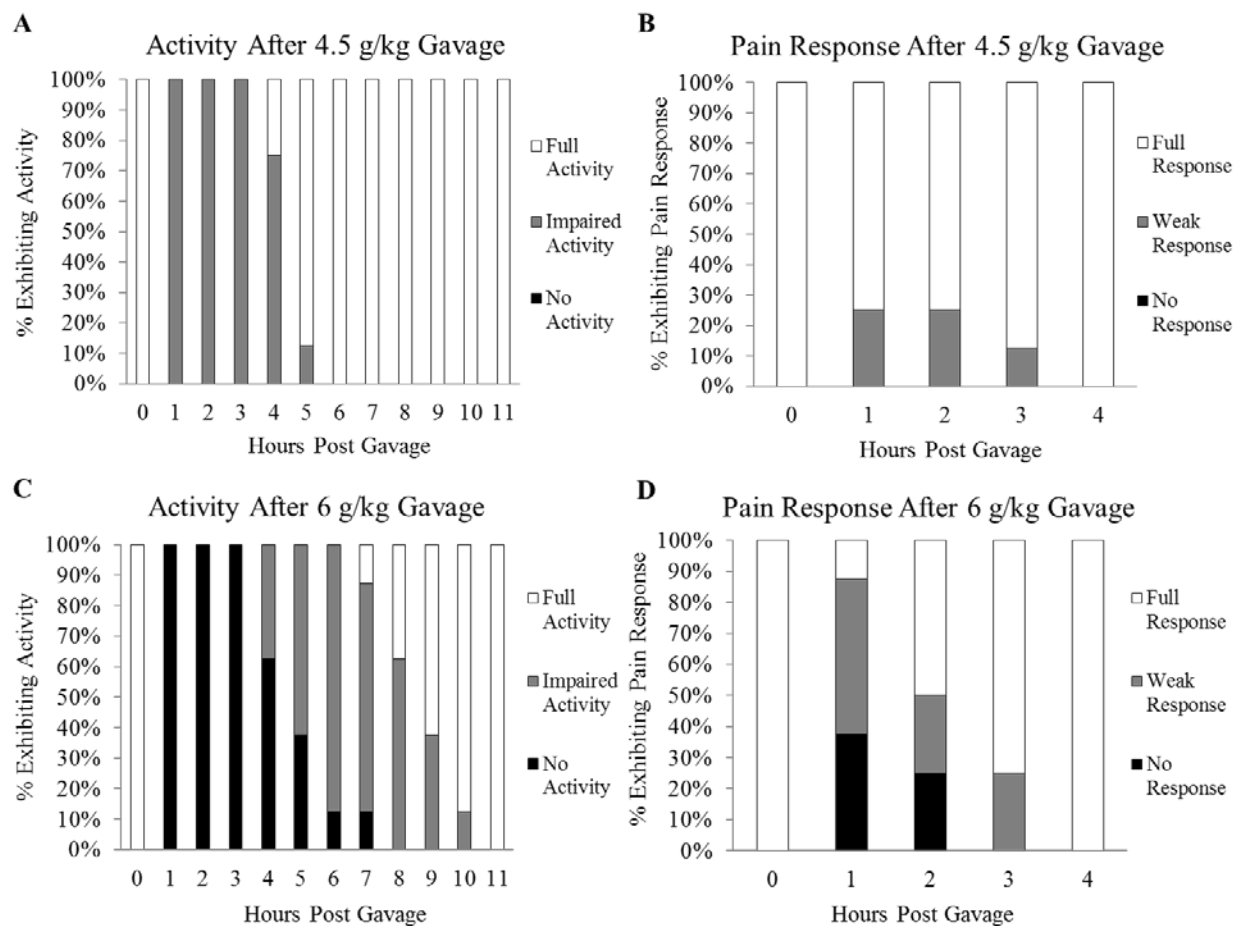 A
Activity After 4.5 g/kg Gavage
% Exhibiting Activity
100%
90%
80%
70%
60%
50%
40%
30%
20%
10%
0%
0 1 2 3 4 5 6 7 8 9 10 11
Hours Post Gavage
Full
Activity
Impaired
Activity
No
Activity
B
Pain Response After 4.5 g/kg Gavage
% Exhibiting Pain Response
100%
90%
80%
70%
60%
50%
40%
30%
20%
10%
0%
0 1 2 3 4
Hours Post Gavage
Full
Response
Weak
Response
No
Response
C
Activity After 6 g/kg Gavage
% Exhibiting Activity
100%
90%
80%
70%
60%
50%
40%
30%
20%
10%
0%
0 1 2 3 4 5 6 7 8 9 10 11
Hours Post Gavage
Full
Activity
Impaired
Activity
No
Activity
D
Pain Response After 6 g/kg Gavage
% Exhibiting Pain Response
100%
90%
80%
70%
60%
50%
40%
30%
20%
10%
0%
0 1 2 3 4
Hours Post Gavage
Full
Response
Weak
Response
No
Response